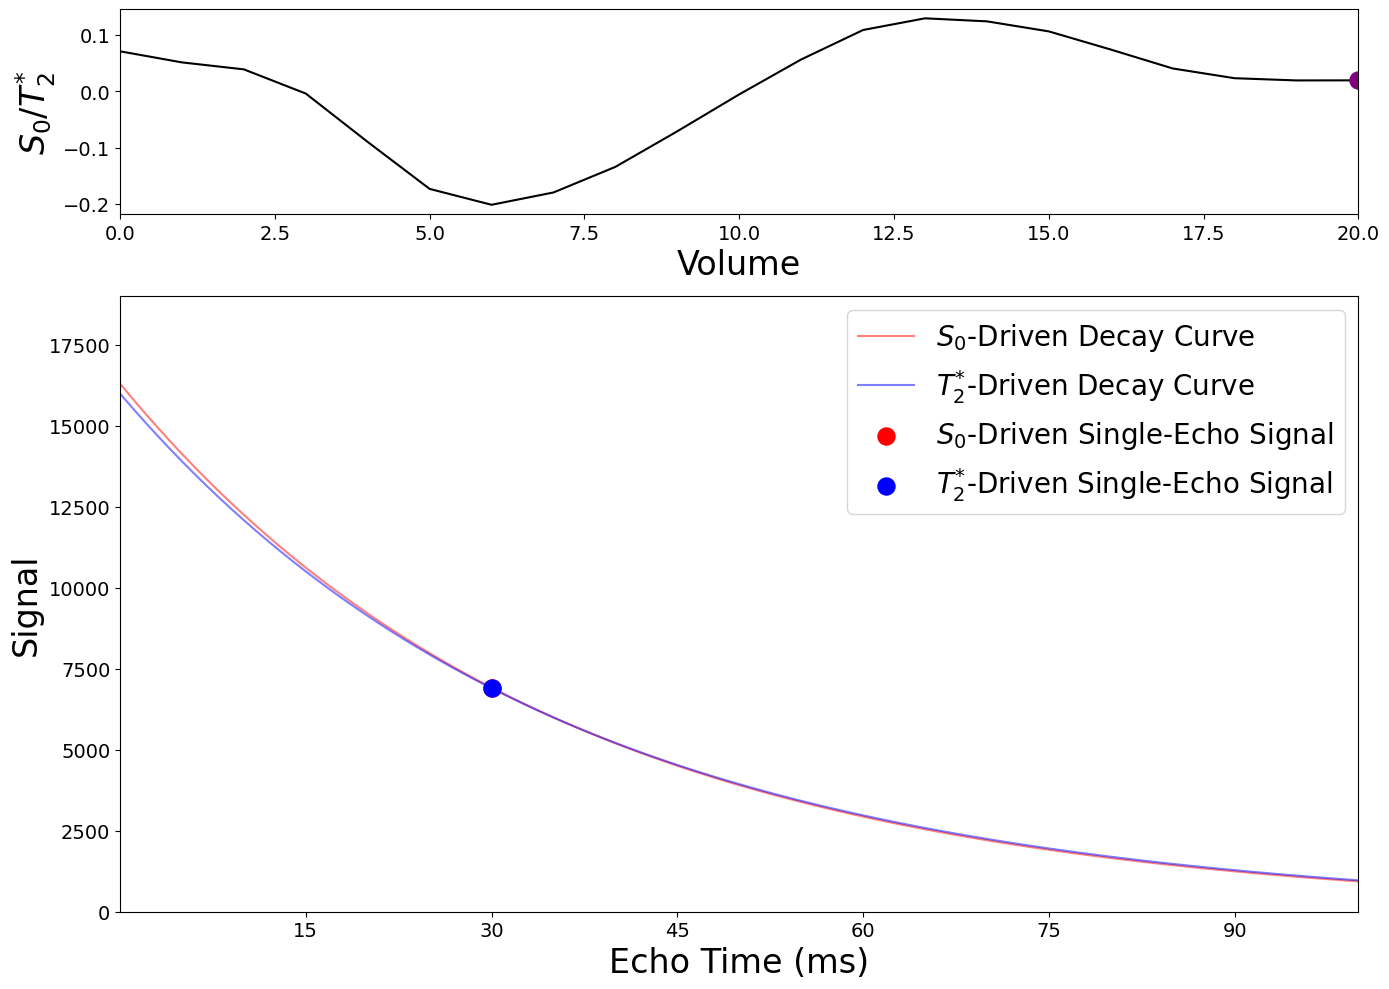 0.1
0.0
−0.1
−0.2
S₀/T₂*
0.0 2.5 5.0 7.5 10.0 12.5 15.0 17.5 20.0
Volume
S₀-Driven Decay Curve
T₂*-Driven Decay Curve
S₀-Driven Single-Echo Signal
T₂*-Driven Single-Echo Signal
17500
15000
12500
10000
7500
5000
2500
0
Signal
15 30 45 60 75 90
Echo Time (ms)